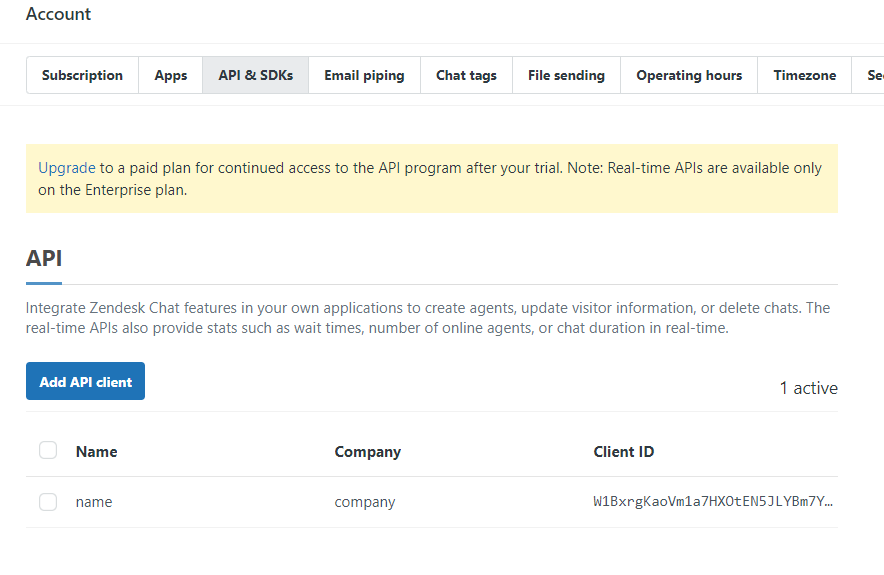 Account
Subscription Apps API & SDKs Email piping Chat tags File sending Operating hours Timezone Se
Upgrade to a paid plan for continued access to the API program after your trial. Note: Real-time APIs are available only
on the Enterprise plan.
API
Integrate Zendesk Chat features in your own applications to create agents, update visitor information, or delete chats. The
real-time APIs also provide stats such as wait times, number of online agents, or chat duration in real-time.
Add API client
1 active
Name Company Client ID
name company W1BxrgKaoVm1a7HXOtEN5JLYBm7Y…